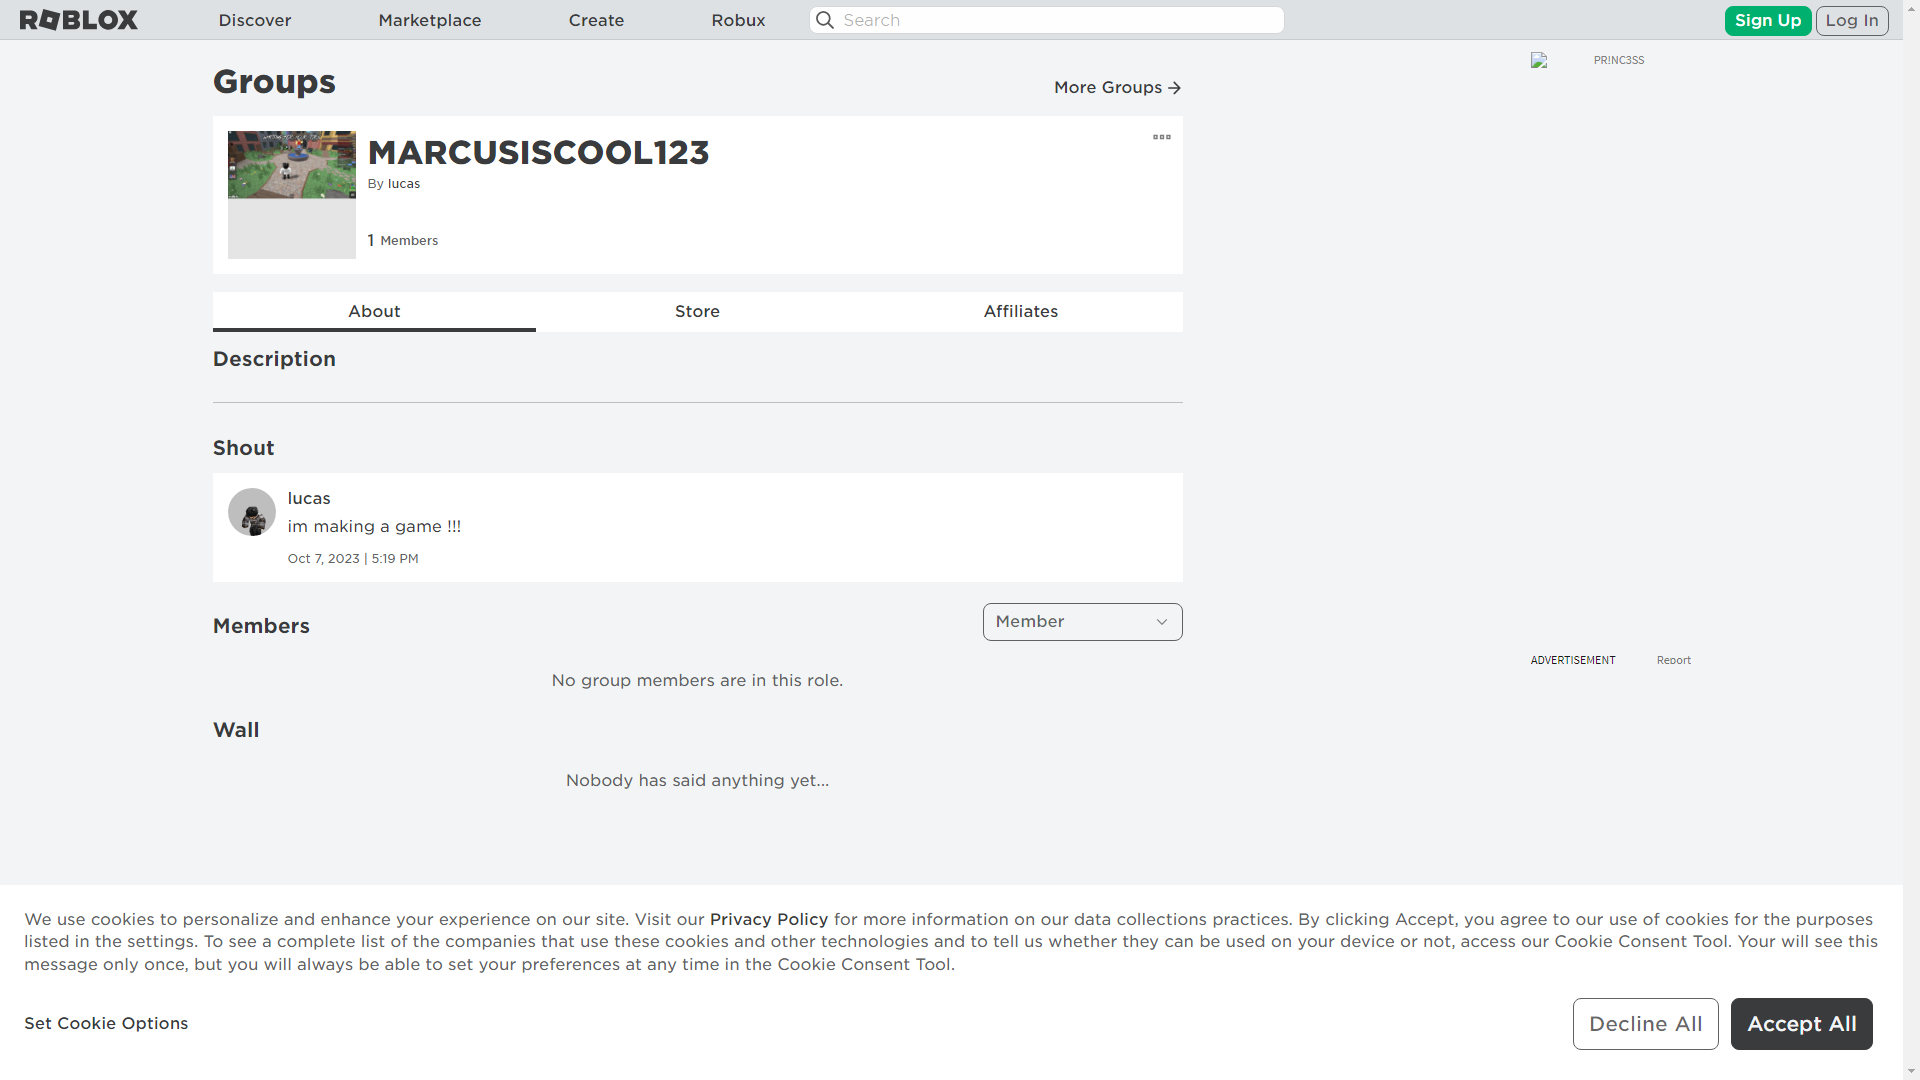 ROBLOX
Discover
Marketplace
Create
Robux
Search
Sign Up
Log In
Groups
More Groups
PR!NC3SS
MARCUSISCOOL123
By lucas
1 Members
About
Store
Affiliates
Description
Shout
lucas
im making a game !!!
Oct 7, 2023 | 5:19 PM
Members
Member
ADVERTISEMENT
Report
No group members are in this role.
Wall
Nobody has said anything yet...
We use cookies to personalize and enhance your experience on our site. Visit our Privacy Policy for more information on our data collections practices. By clicking Accept, you agree to our use of cookies for the purposes
listed in the settings. To see a complete list of the companies that use these cookies and other technologies and to tell us whether they can be used on your device or not, access our Cookie Consent Tool. Your will see this
message only once, but you will always be able to set your preferences at any time in the Cookie Consent Tool.
Set Cookie Options
Decline All
Accept All